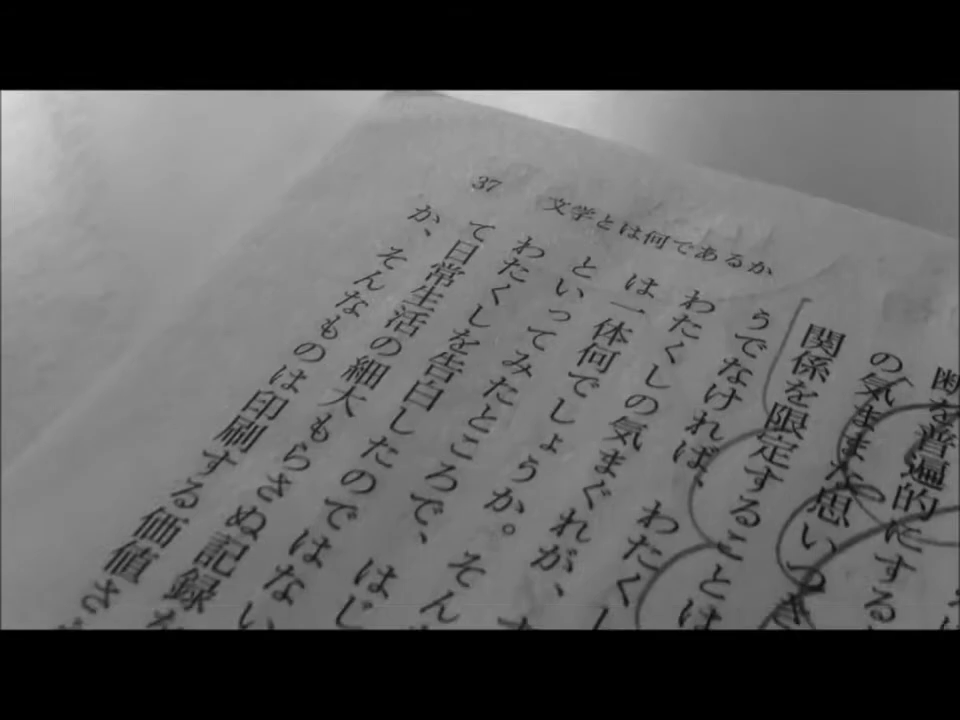 37 文学とは何であるか
断を普遍的に
の気ままな思いつき
関係を限定することは
うでなければ、わたくし
わたくしの気まぐれが、
は一体何でしょうか。そん
といってみたところで、はじ
わたくしを告白したのではない
て日常生活の細大もらさぬ記録な
か、そんなものは印刷する価値さ